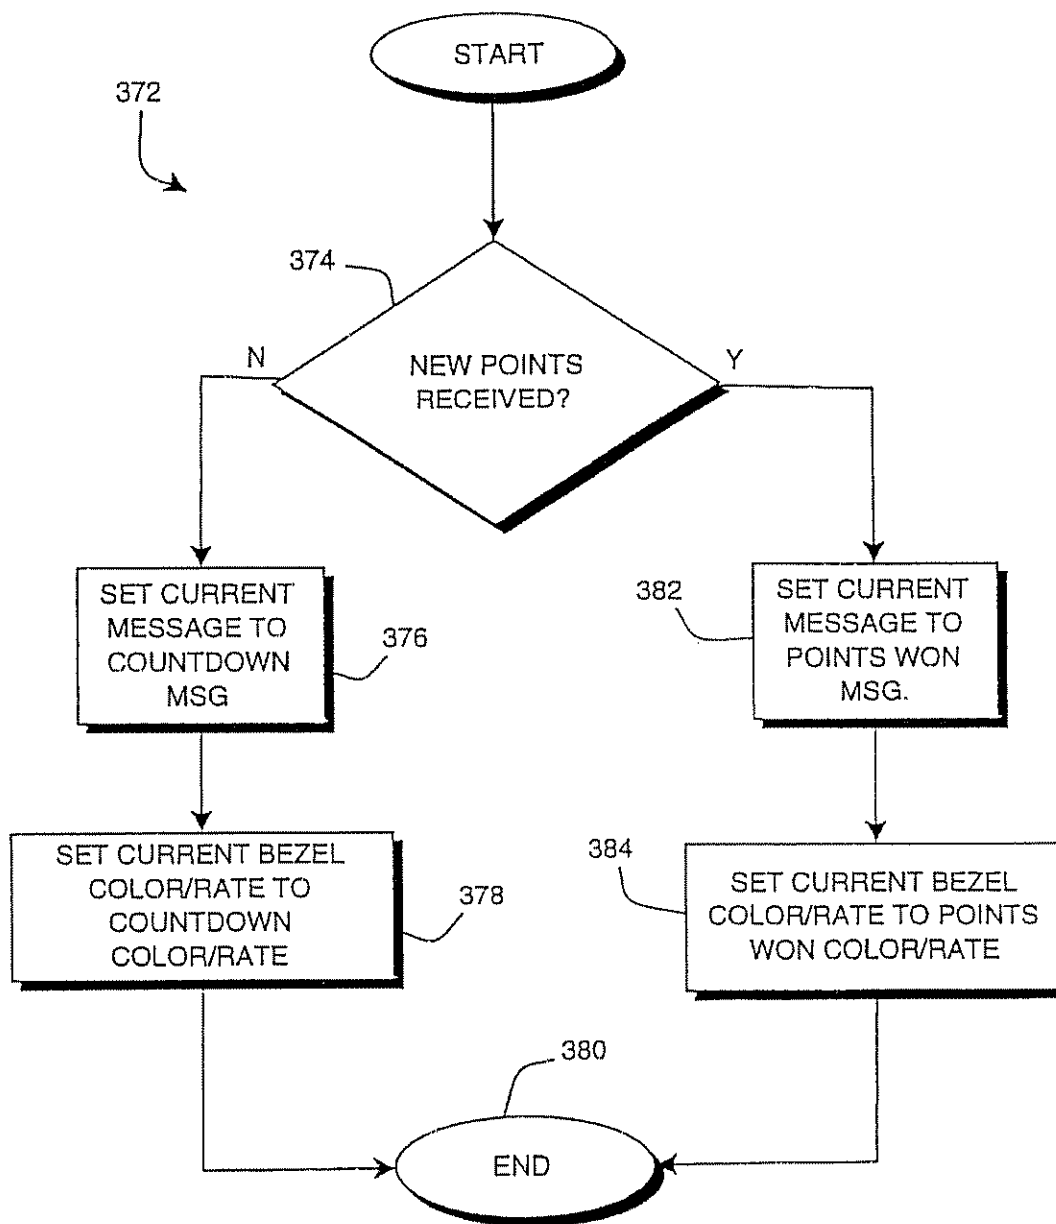 START
372
374
NEW POINTS
RECEIVED?
N
Y
SET CURRENT
MESSAGE TO
COUNTDOWN
MSG
376
382
SET CURRENT
MESSAGE TO
POINTS WON
MSG.
SET CURRENT BEZEL
COLOR/RATE TO
COUNTDOWN
COLOR/RATE
378
384
SET CURRENT BEZEL
COLOR/RATE TO POINTS
WON COLOR/RATE
380
END